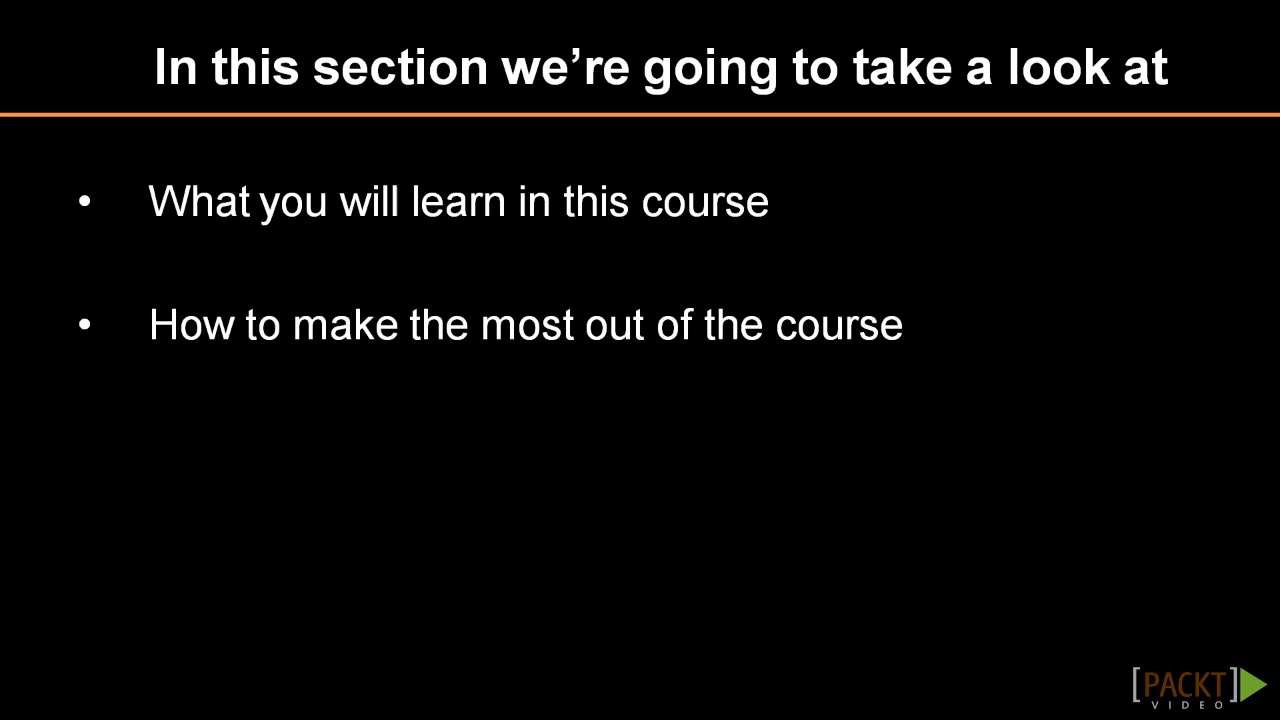 In this section we’re going to take a look at
• What you will learn in this course
• How to make the most out of the course
[PACKT]
VIDEO